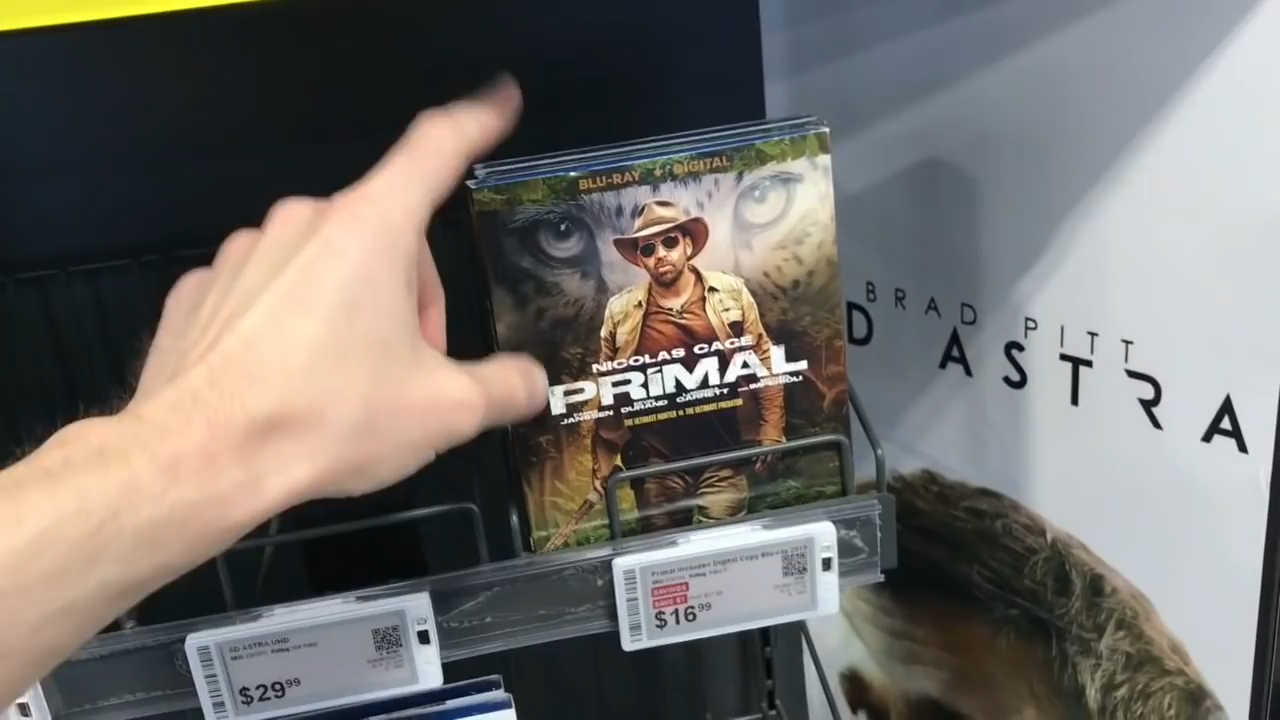 BLU-RAY + DIGITAL
NICOLAS CAGE
PRiMAL
JANSSEN DURAND GARRETT IMPERIOLI
THE ULTIMATE HUNTER vs THE ULTIMATE PREDATOR
BRAD PITT
D ASTRA
Primal Includes Digital Copy Blu-ray 2019
SAVINGS
SAVE $1
$16.99
AD ASTRA UHD
$29.99